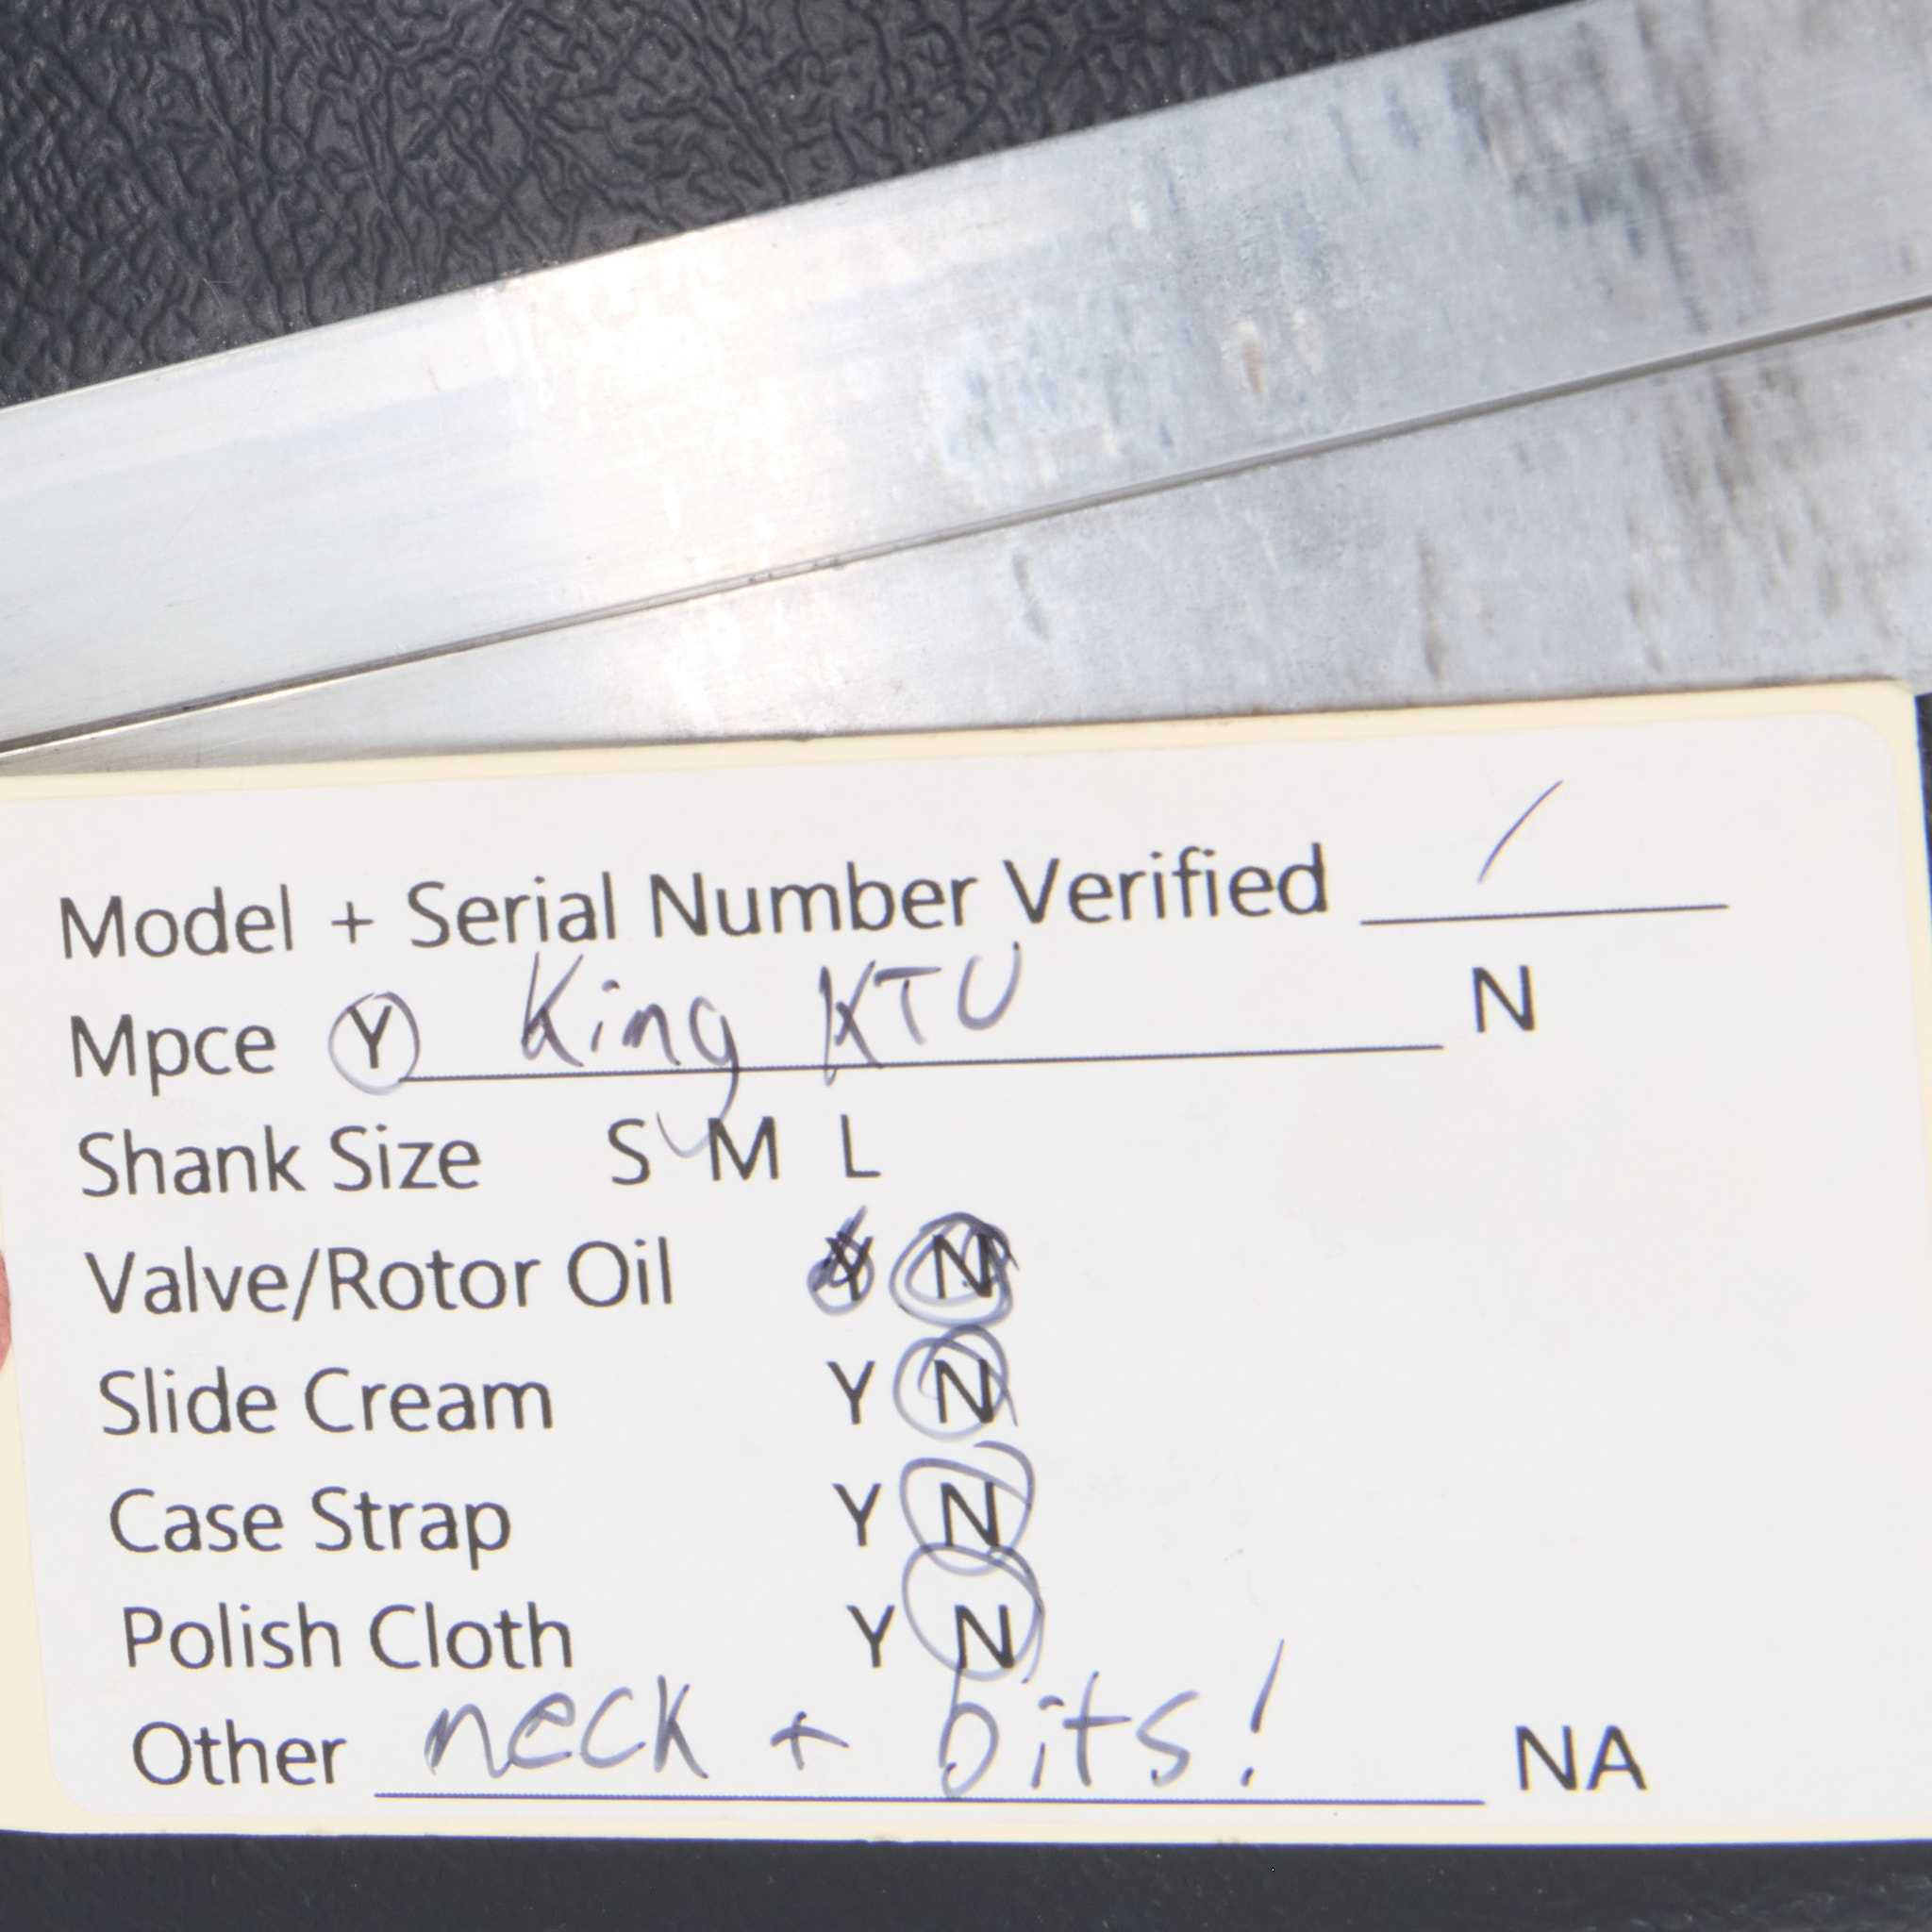 Model + Serial Number Verified /
Mpce Y King KTU N
Shank Size S M L
Valve/Rotor Oil Y N
Slide Cream Y N
Case Strap Y N
Polish Cloth Y N
Other neck + bits! NA